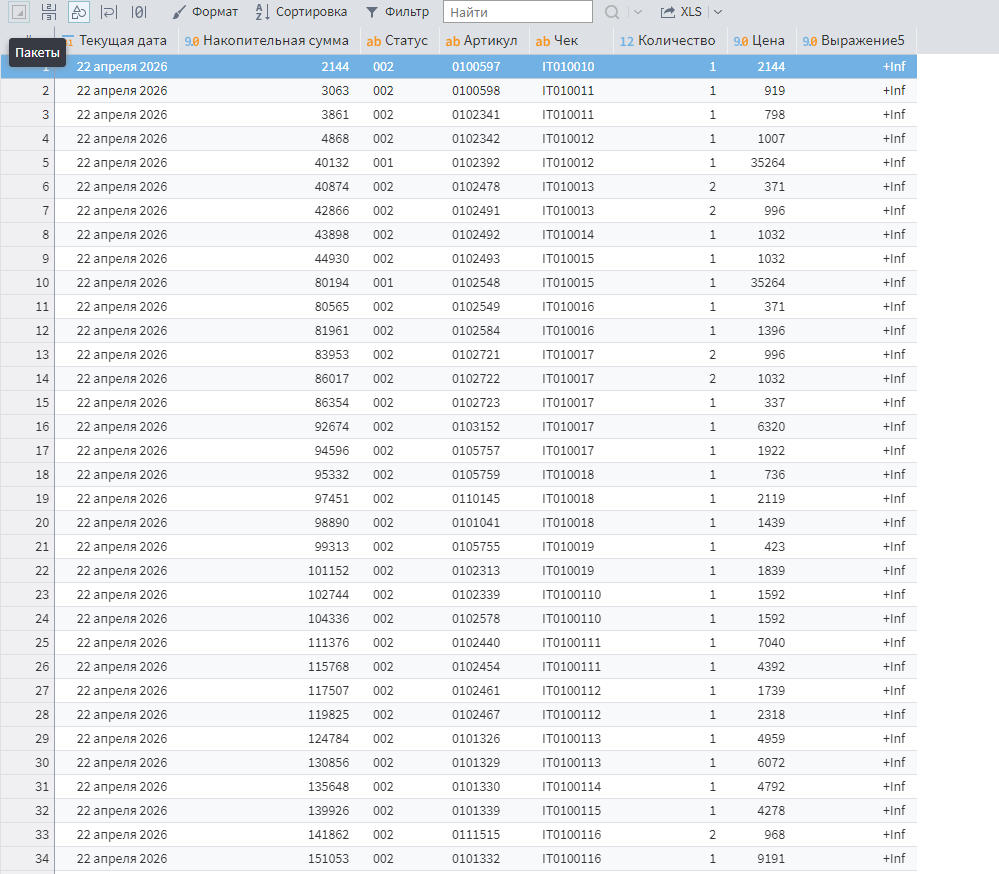 Формат Сортировка Фильтр Найти XLS
Пакеты
Текущая дата 9.0 Накопительная сумма ab Статус ab Артикул ab Чек 12 Количество 9.0 Цена 9.0 Выражение5
1 22 апреля 2026 2144 002 0100597 IT010010 1 2144 +Inf
2 22 апреля 2026 3063 002 0100598 IT010011 1 919 +Inf
3 22 апреля 2026 3861 002 0102341 IT010011 1 798 +Inf
4 22 апреля 2026 4868 002 0102342 IT010012 1 1007 +Inf
5 22 апреля 2026 40132 001 0102392 IT010012 1 35264 +Inf
6 22 апреля 2026 40874 002 0102478 IT010013 2 371 +Inf
7 22 апреля 2026 42866 002 0102491 IT010013 2 996 +Inf
8 22 апреля 2026 43898 002 0102492 IT010014 1 1032 +Inf
9 22 апреля 2026 44930 002 0102493 IT010015 1 1032 +Inf
10 22 апреля 2026 80194 001 0102548 IT010015 1 35264 +Inf
11 22 апреля 2026 80565 002 0102549 IT010016 1 371 +Inf
12 22 апреля 2026 81961 002 0102584 IT010016 1 1396 +Inf
13 22 апреля 2026 83953 002 0102721 IT010017 2 996 +Inf
14 22 апреля 2026 86017 002 0102722 IT010017 2 1032 +Inf
15 22 апреля 2026 86354 002 0102723 IT010017 1 337 +Inf
16 22 апреля 2026 92674 002 0103152 IT010017 1 6320 +Inf
17 22 апреля 2026 94596 002 0105757 IT010017 1 1922 +Inf
18 22 апреля 2026 95332 002 0105759 IT010018 1 736 +Inf
19 22 апреля 2026 97451 002 0110145 IT010018 1 2119 +Inf
20 22 апреля 2026 98890 002 0101041 IT010018 1 1439 +Inf
21 22 апреля 2026 99313 002 0105755 IT010019 1 423 +Inf
22 22 апреля 2026 101152 002 0102313 IT010019 1 1839 +Inf
23 22 апреля 2026 102744 002 0102339 IT0100110 1 1592 +Inf
24 22 апреля 2026 104336 002 0102578 IT0100110 1 1592 +Inf
25 22 апреля 2026 111376 002 0102440 IT0100111 1 7040 +Inf
26 22 апреля 2026 115768 002 0102454 IT0100111 1 4392 +Inf
27 22 апреля 2026 117507 002 0102461 IT0100112 1 1739 +Inf
28 22 апреля 2026 119825 002 0102467 IT0100112 1 2318 +Inf
29 22 апреля 2026 124784 002 0101326 IT0100113 1 4959 +Inf
30 22 апреля 2026 130856 002 0101329 IT0100113 1 6072 +Inf
31 22 апреля 2026 135648 002 0101330 IT0100114 1 4792 +Inf
32 22 апреля 2026 139926 002 0101339 IT0100115 1 4278 +Inf
33 22 апреля 2026 141862 002 0111515 IT0100116 2 968 +Inf
34 22 апреля 2026 151053 002 0101332 IT0100116 1 9191 +Inf